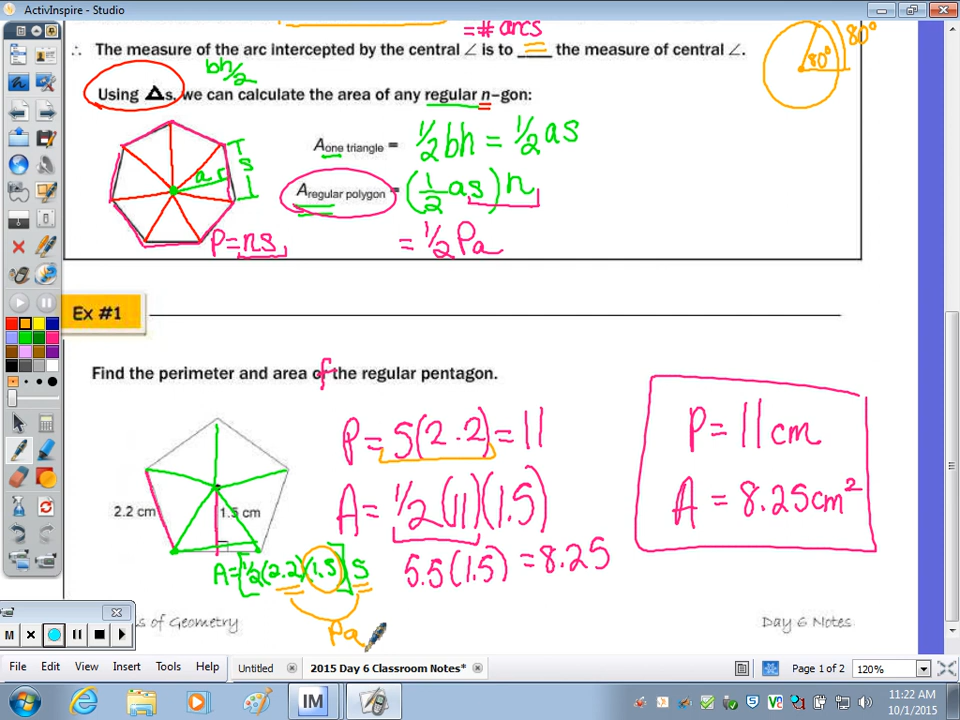 ActivInspire - Studio
= # arcs
∴ The measure of the arc intercepted by the central ∠ is to = the measure of central ∠.
80°
80°
bh/2
Using Δs, we can calculate the area of any regular n-gon:
A one triangle = 1/2 bh = 1/2 as
a
s
A regular polygon = (1/2 as) n
P = ns
= 1/2 Pa
Ex #1
Find the perimeter and area of the regular pentagon.
P = 5(2.2) = 11
P = 11 cm
2.2 cm
1.5 cm
A = 1/2 (11)(1.5)
A = 8.25 cm²
A = [1/2(2.2)(1.5)] 5
5.5(1.5) = 8.25
s of Geometry
Day 6 Notes
Pa
M
File Edit View Insert Tools Help
Untitled
2015 Day 6 Classroom Notes*
Page 1 of 2
120%
IM
11:22 AM
10/1/2015